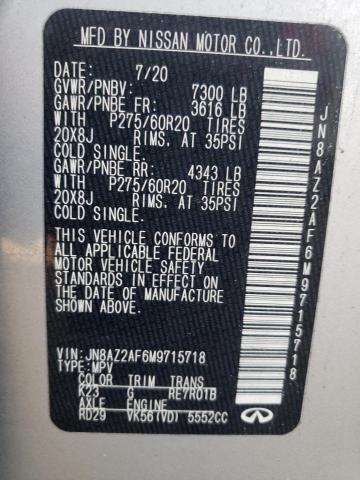 MFD BY NISSAN MOTOR CO.,LTD.
7/20
GVWR/PNBV: 7300 LB
GAWR/PNBE FR: 3616 LB
WITH P275/60R20 TIRES
20X8J RIMS, AT 35PSI
COLD SINGLE.
GAWR/PNBE RR: 4343 LB
WITH P275/60R20 TIRES
20X8J RIMS, AT 35PSI
COLD SINGLE.
THIS VEHICLE CONFORMS TO
ALL APPLICABLE FEDERAL
MOTOR VEHICLE SAFETY
STANDARDS IN EFFECT ON
THE DATE OF MANUFACTURE
SHOWN ABOVE.
VIN: JN8AZ2AF6M9715718
TYPE: MPV
COLOR TRIM TRANS
K23 G RE7R01B
AXLE ENGINE
RD29 VK56(VD) 5552CC
JN8AZ2AF6M9715718